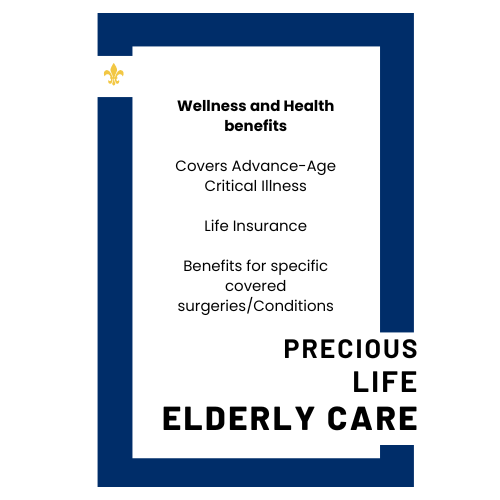 Wellness and Health
benefits
Covers Advance-Age
Critical Illness
Life Insurance
Benefits for specific
covered
surgeries/Conditions
PRECIOUS
LIFE
ELDERLY CARE